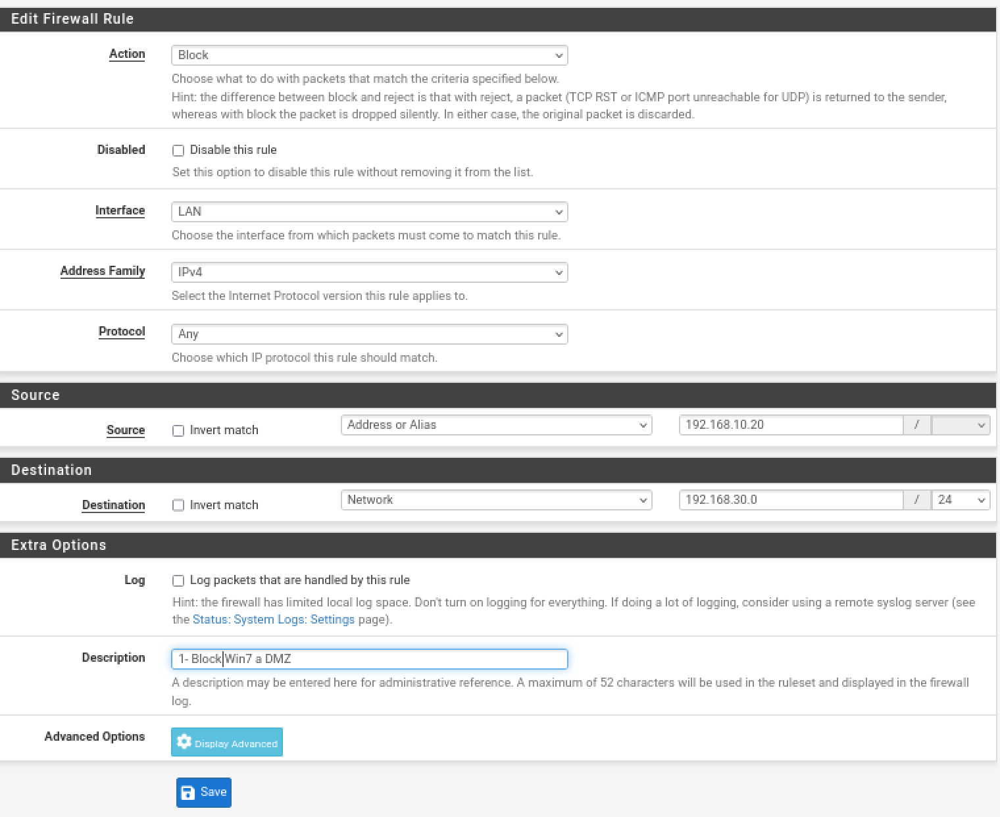 Edit Firewall Rule
Action
Block
Choose what to do with packets that match the criteria specified below.
Hint: the difference between block and reject is that with reject, a packet (TCP RST or ICMP port unreachable for UDP) is returned to the sender,
whereas with block the packet is dropped silently. In either case, the original packet is discarded.
Disabled
Disable this rule
Set this option to disable this rule without removing it from the list.
Interface
LAN
Choose the interface from which packets must come to match this rule.
Address Family
IPv4
Select the Internet Protocol version this rule applies to.
Protocol
Any
Choose which IP protocol this rule should match.
Source
Source
Invert match
Address or Alias
192.168.10.20
/
Destination
Destination
Invert match
Network
192.168.30.0
/
24
Extra Options
Log
Log packets that are handled by this rule
Hint: the firewall has limited local log space. Don't turn on logging for everything. If doing a lot of logging, consider using a remote syslog server (see
the Status: System Logs: Settings page).
Description
1- Block Win7 a DMZ
A description may be entered here for administrative reference. A maximum of 52 characters will be used in the ruleset and displayed in the firewall
log.
Advanced Options
Display Advanced
Save